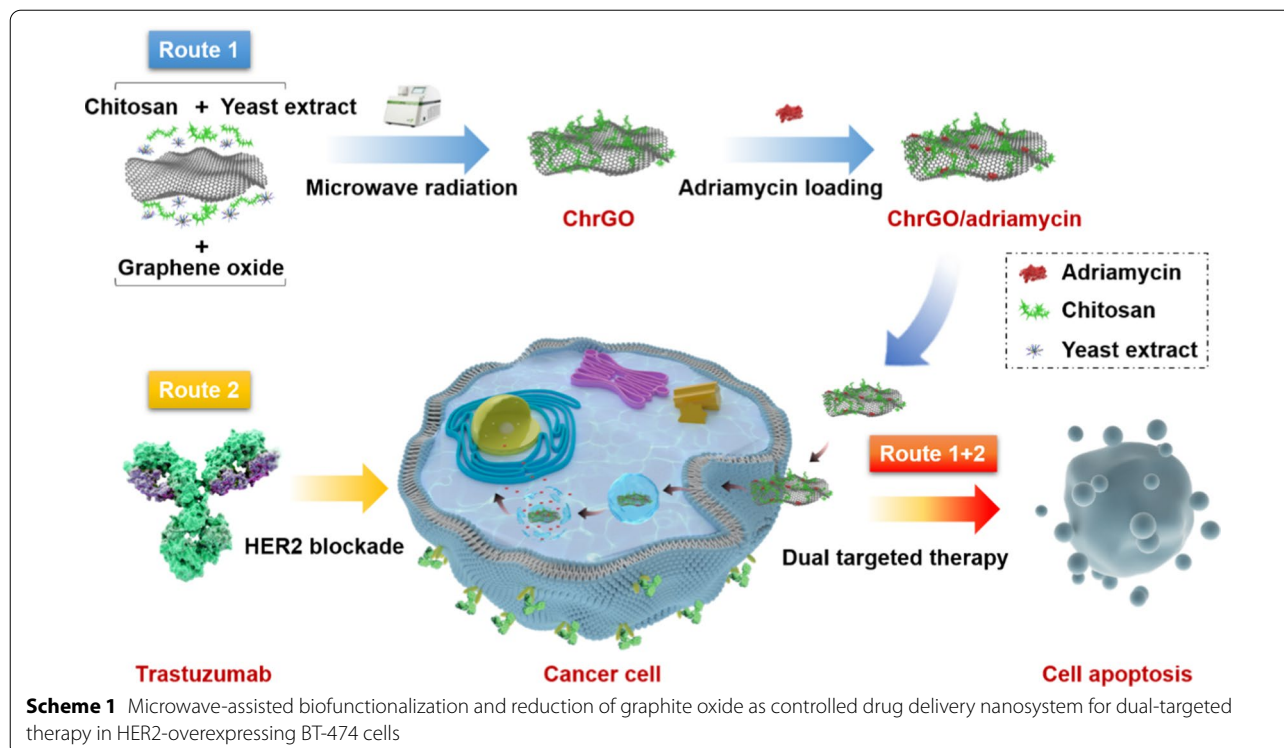 Route 1
Chitosan + Yeast extract
+
Graphene oxide
Microwave radiation
ChrGO
Adriamycin loading
ChrGO/adriamycin
Adriamycin
Chitosan
Yeast extract
Route 2
HER2 blockade
Route 1+2
Dual targeted therapy
Trastuzumab
Cancer cell
Cell apoptosis
Scheme 1 Microwave-assisted biofunctionalization and reduction of graphite oxide as controlled drug delivery nanosystem for dual-targeted
therapy in HER2-overexpressing BT-474 cells